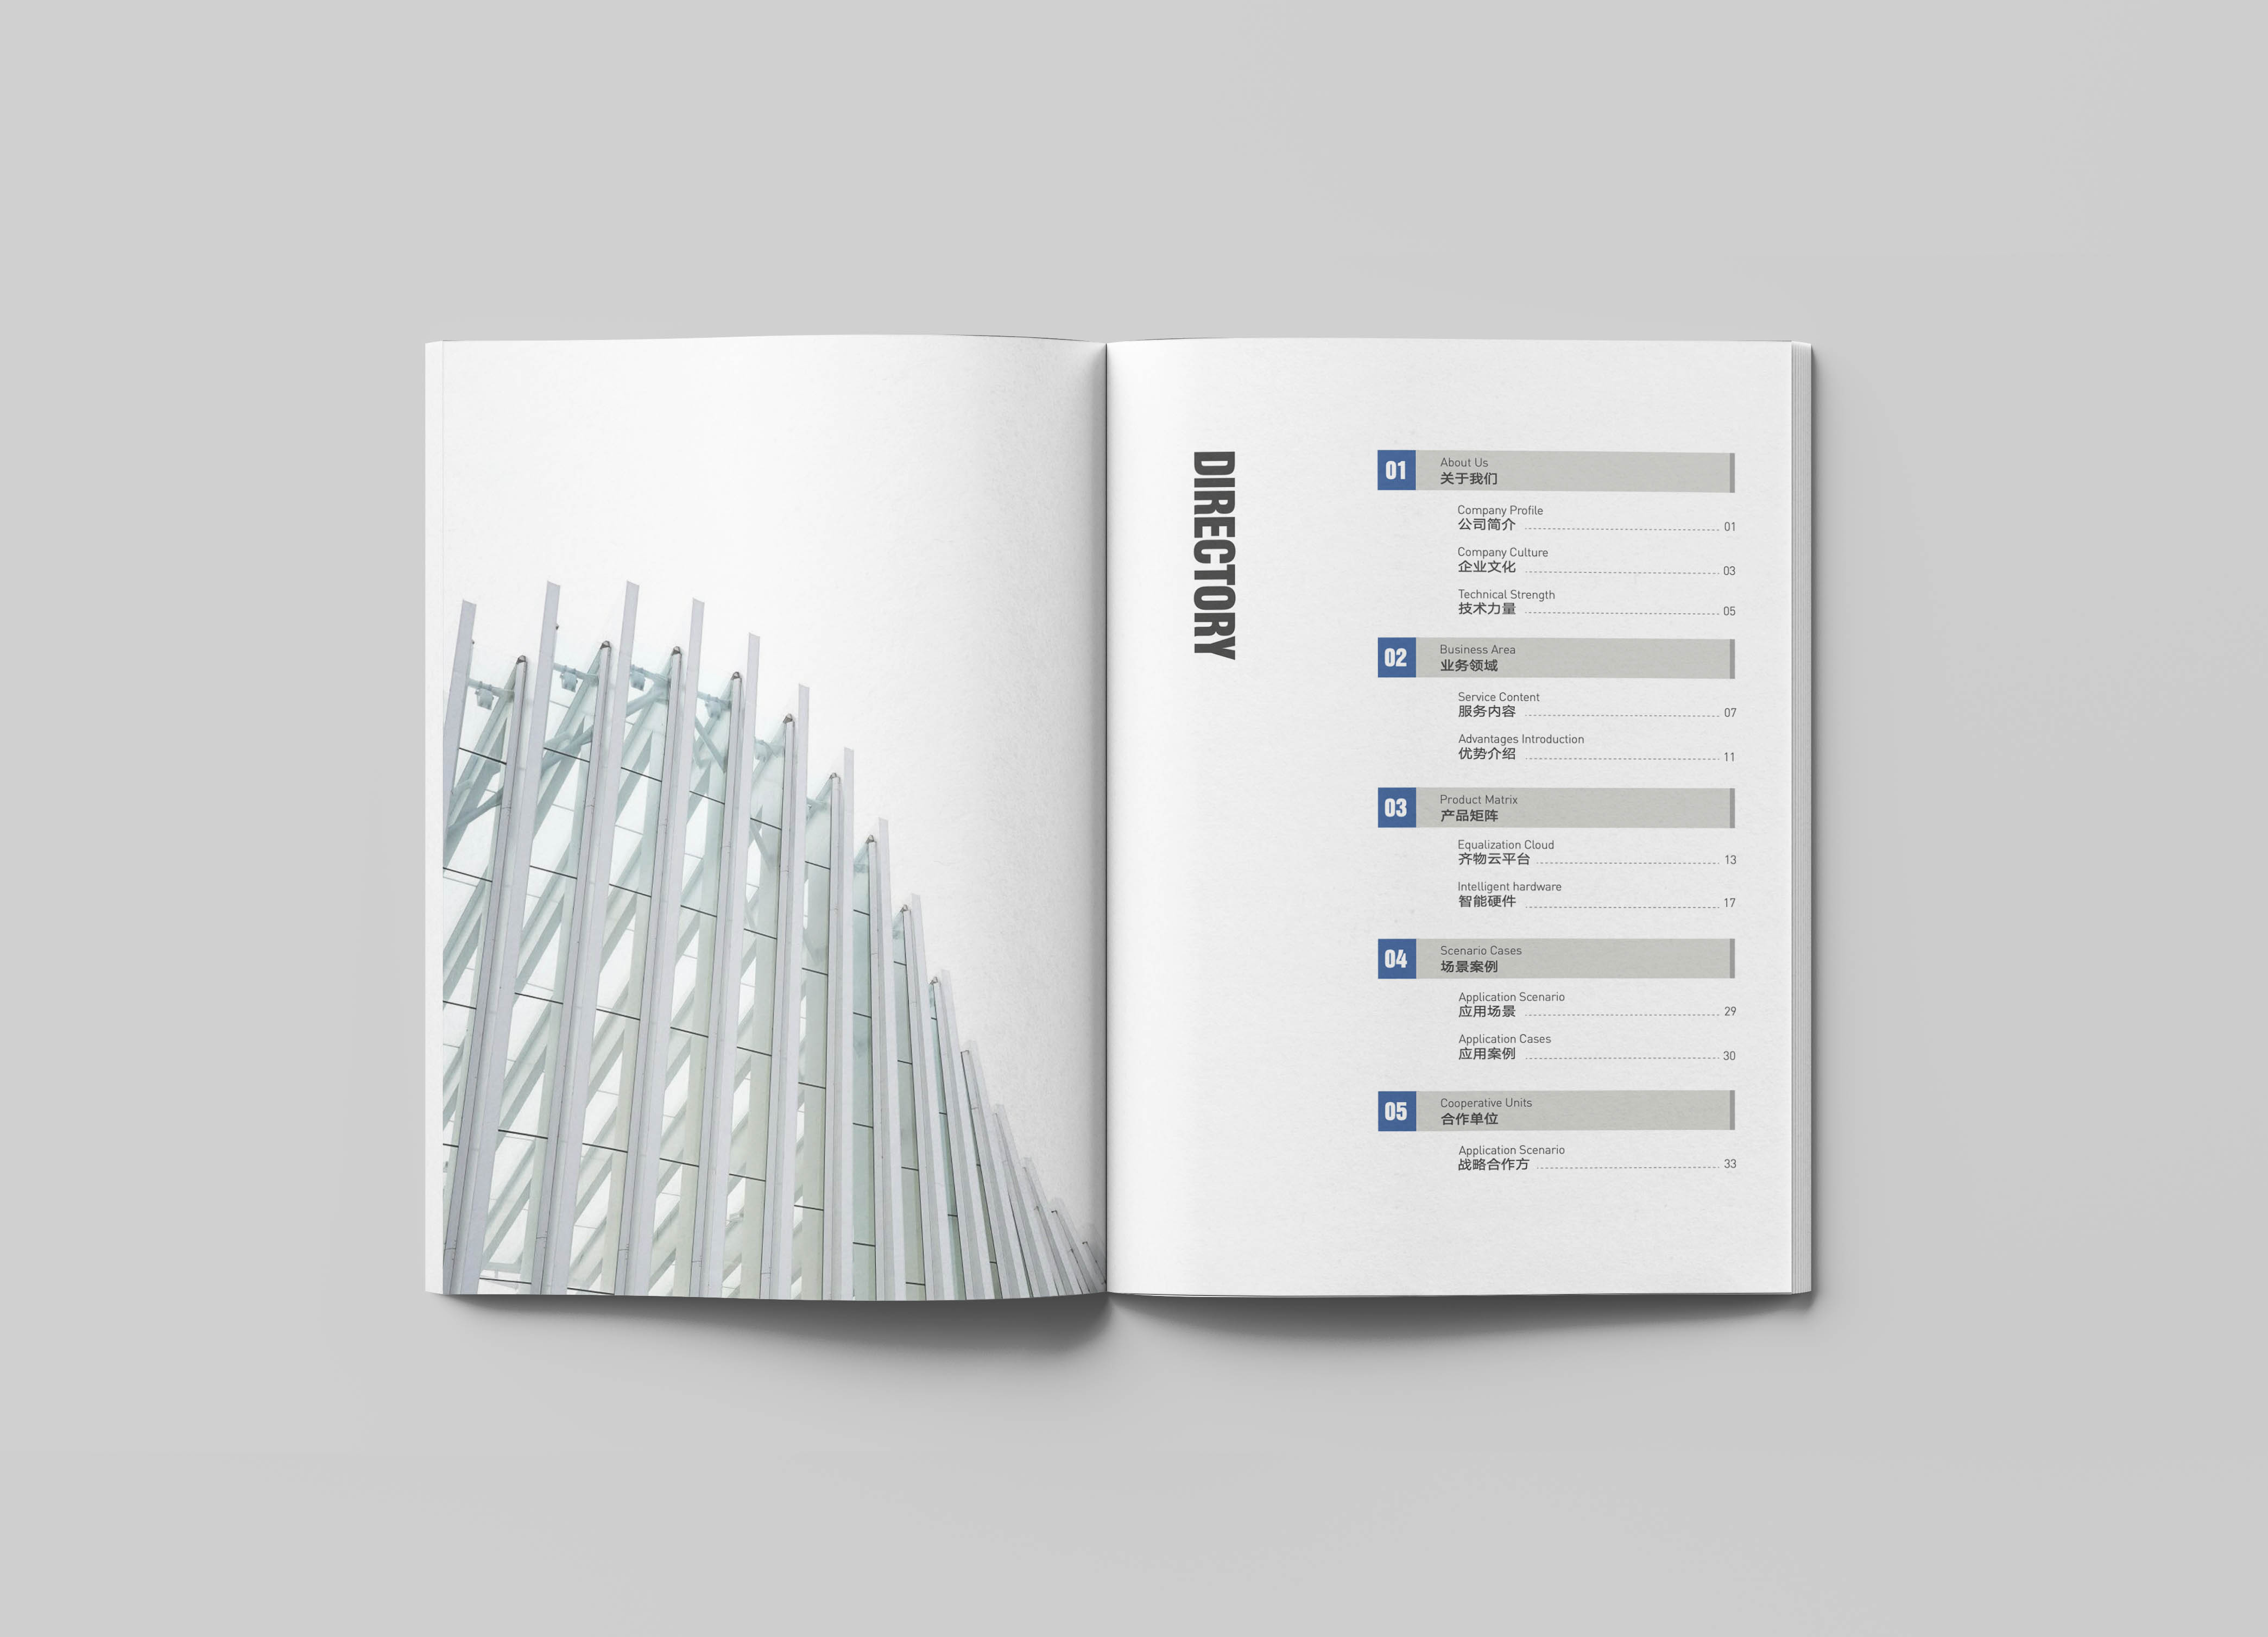 DIRECTORY
01
About Us
关于我们
Company Profile
公司简介 01
Company Culture
企业文化 03
Technical Strength
技术力量 05
02
Business Area
业务领域
Service Content
服务内容 07
Advantages Introduction
优势介绍 11
03
Product Matrix
产品矩阵
Equalization Cloud
齐物云平台 13
Intelligent hardware
智能硬件 17
04
Scenario Cases
场景案例
Application Scenario
应用场景 29
Application Cases
应用案例 30
05
Cooperative Units
合作单位
Application Scenario
战略合作方 33